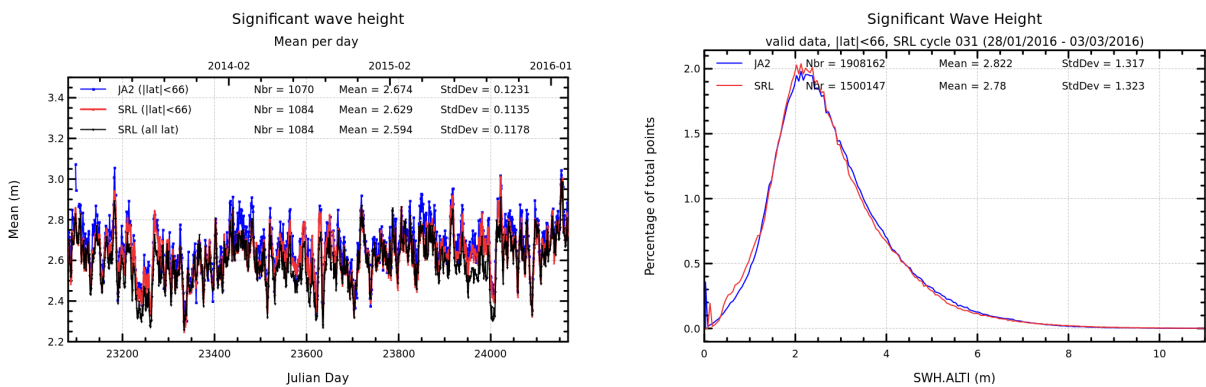 Significant wave height
Mean per day
2014-02 2015-02 2016-01
JA2 (|lat|<66) Nbr = 1070 Mean = 2.674 StdDev = 0.1231
SRL (|lat|<66) Nbr = 1084 Mean = 2.629 StdDev = 0.1135
SRL (all lat) Nbr = 1084 Mean = 2.594 StdDev = 0.1178
3.4
3.2
3.0
2.8
2.6
2.4
2.2
Mean (m)
23200 23400 23600 23800 24000
Julian Day
Significant Wave Height
valid data, |lat|<66, SRL cycle 031 (28/01/2016 - 03/03/2016)
JA2 Nbr = 1908162 Mean = 2.822 StdDev = 1.317
SRL Nbr = 1500147 Mean = 2.78 StdDev = 1.323
2.0
1.5
1.0
0.5
0.0
Percentage of total points
0 2 4 6 8 10
SWH.ALTI (m)